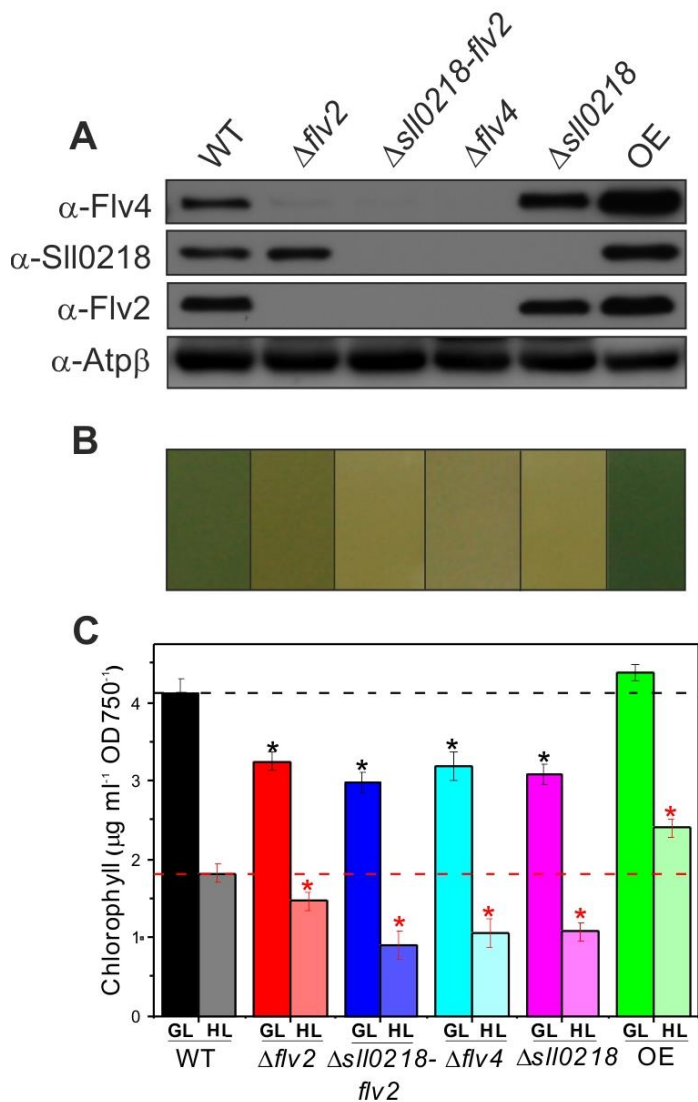 A
WT Δflv2 Δsll0218-flv2 Δflv4 Δsll0218 OE
α-Flv4
α-Sll0218
α-Flv2
α-Atpβ
B
C
Chlorophyll (μg ml⁻¹ OD750⁻¹)
4
3
2
1
0
* * * *
* * * * *
GL HL GL HL GL HL GL HL GL HL GL HL
WT Δflv2 Δsll0218- Δflv4 Δsll0218 OE
flv2